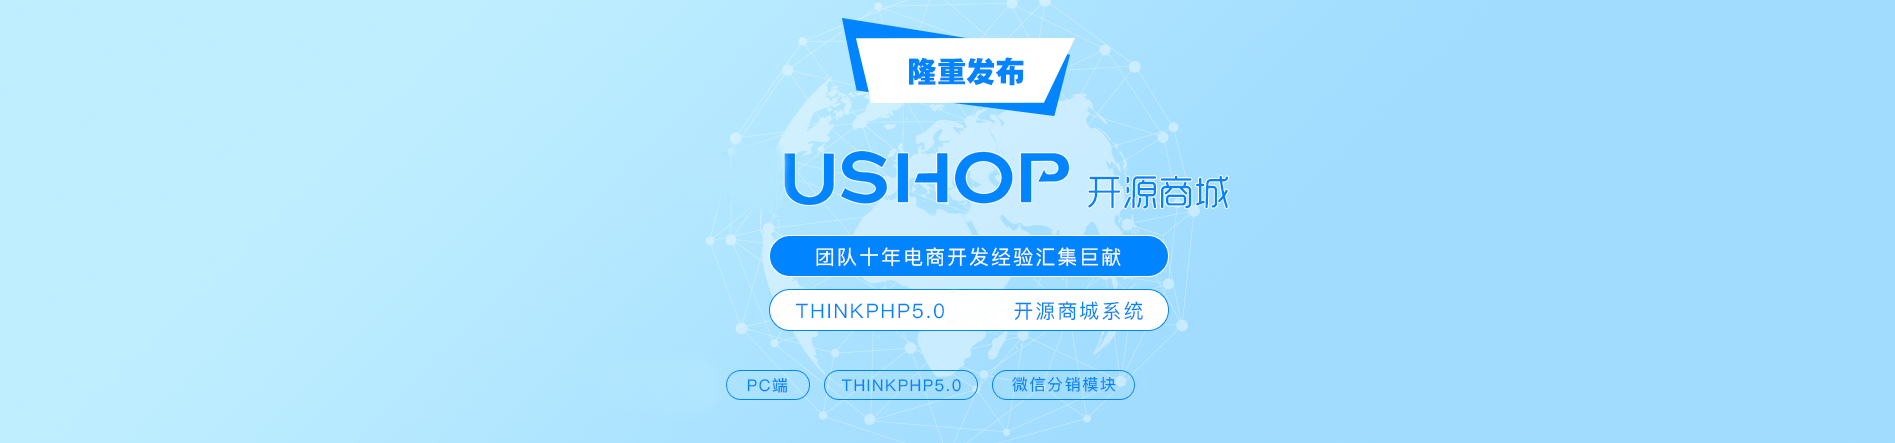 隆重发布
USHOP 开源商城
团队十年电商开发经验汇集巨献
THINKPHP5.0 开源商城系统
PC端 THINKPHP5.0 微信分销模块